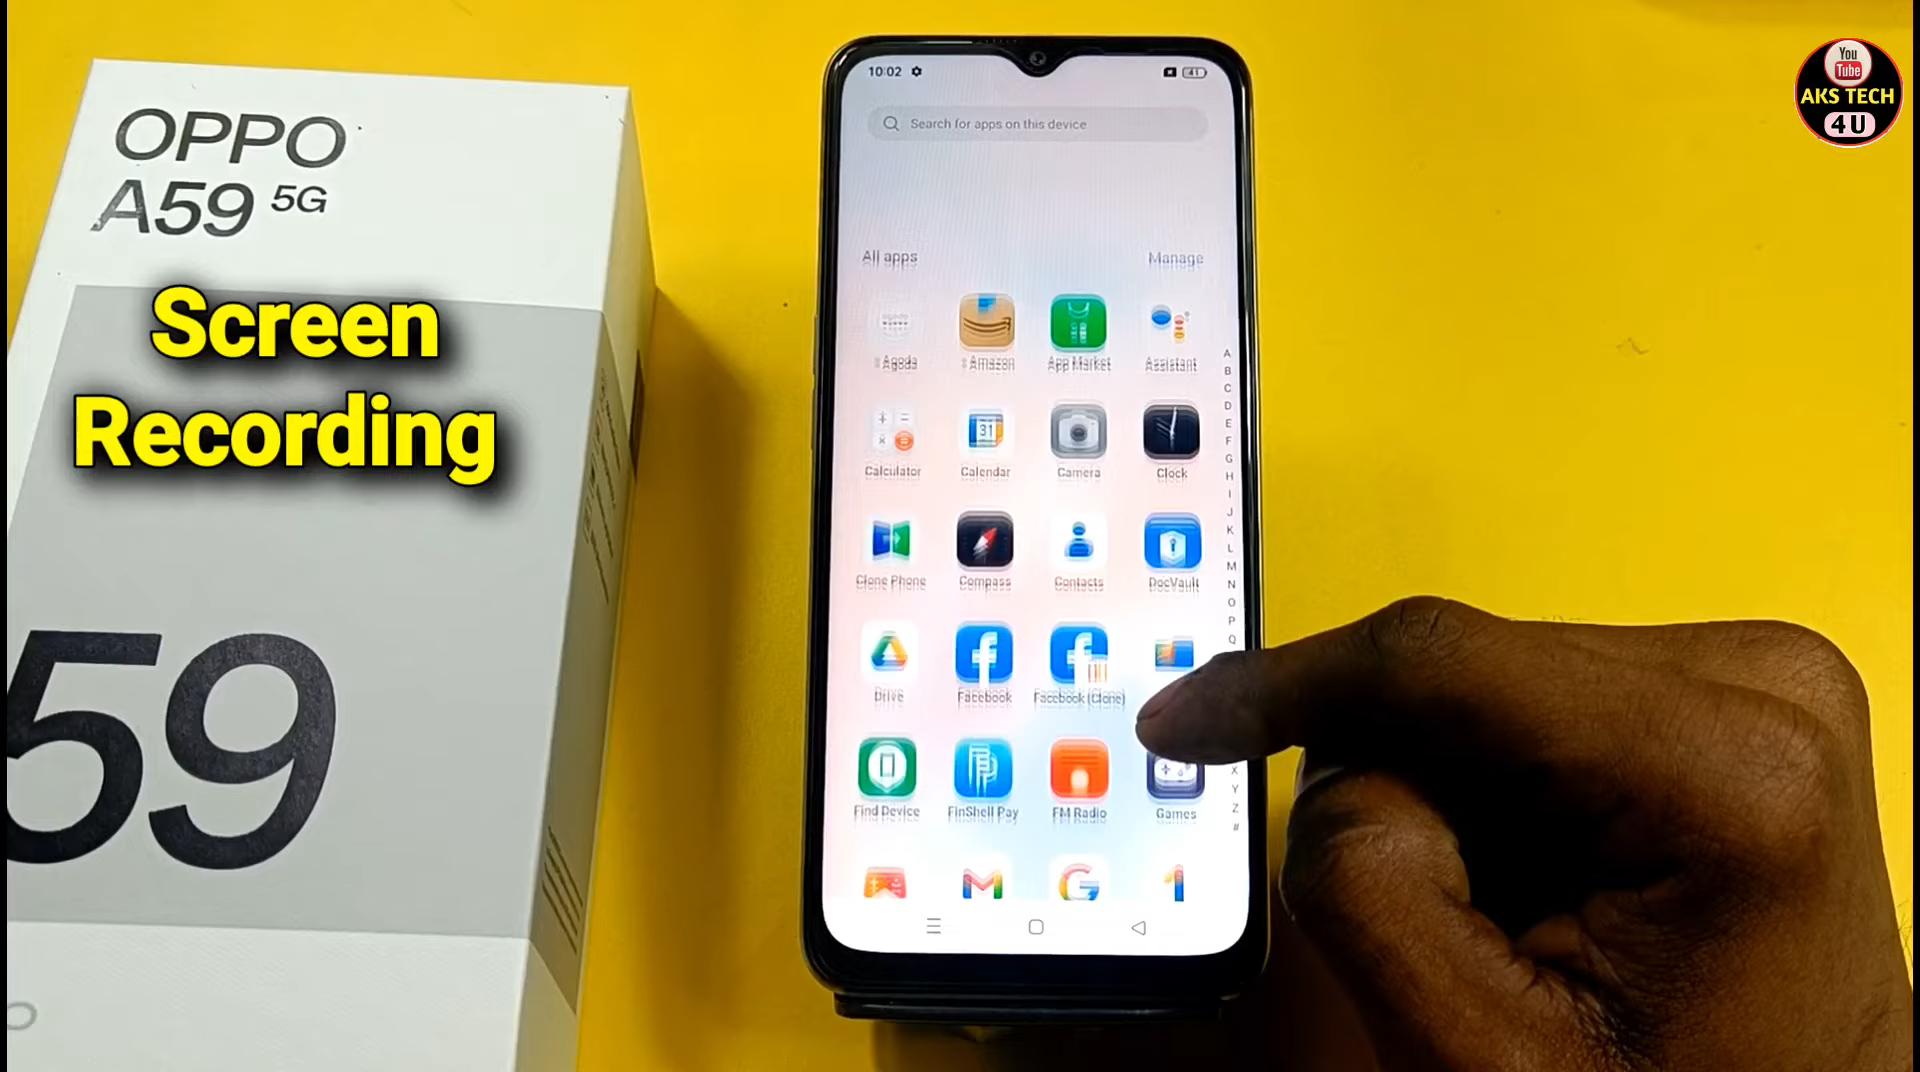 OPPO
A59 5G
Screen
Recording
59
10:02
41
Search for apps on this device
All apps
Manage
Agoda
Amazon
App Market
Assistant
Calculator
31
Calendar
Camera
Clock
Clone Phone
Compass
Contacts
DocVault
Drive
Facebook
Facebook (Clone)
Find Device
FinShell Pay
FM Radio
Games
A
B
C
D
E
F
G
H
I
J
K
L
M
N
O
P
Q
X
Y
Z
#
You
Tube
AKS TECH
4U